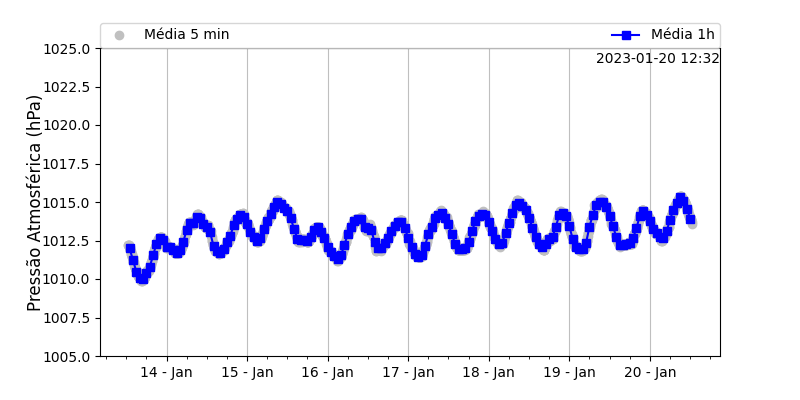 Média 5 min
Média 1h
2023-01-20 12:32
Pressão Atmosférica (hPa)
1025.0
1022.5
1020.0
1017.5
1015.0
1012.5
1010.0
1007.5
1005.0
14 - Jan
15 - Jan
16 - Jan
17 - Jan
18 - Jan
19 - Jan
20 - Jan